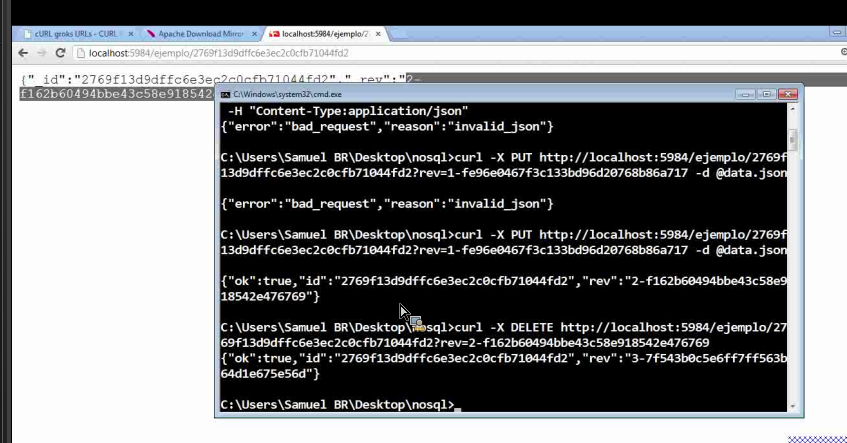 cURL groks URLs - CURL
Apache Download Mirror
localhost:5984/ejemplo/2
localhost:5984/ejemplo/2769f13d9dffc6e3ec2c0cfb71044fd2
{"_id":"2769f13d9dffc6e3ec2c0cfb71044fd2","_rev":"2-
f162b60494bbe43c58e918542e
C:\Windows\system32\cmd.exe
-H "Content-Type:application/json"
{"error":"bad_request","reason":"invalid_json"}
C:\Users\Samuel BR\Desktop\nosql>curl -X PUT http://localhost:5984/ejemplo/2769f
13d9dffc6e3ec2c0cfb71044fd2?rev=1-fe96e0467f3c133bd96d20768b86a717 -d @data.json
{"error":"bad_request","reason":"invalid_json"}
C:\Users\Samuel BR\Desktop\nosql>curl -X PUT http://localhost:5984/ejemplo/2769f
13d9dffc6e3ec2c0cfb71044fd2?rev=1-fe96e0467f3c133bd96d20768b86a717 -d @data.json
{"ok":true,"id":"2769f13d9dffc6e3ec2c0cfb71044fd2","rev":"2-f162b60494bbe43c58e9
18542e476769"}
C:\Users\Samuel BR\Desktop\nosql>curl -X DELETE http://localhost:5984/ejemplo/27
69f13d9dffc6e3ec2c0cfb71044fd2?rev=2-f162b60494bbe43c58e918542e476769
{"ok":true,"id":"2769f13d9dffc6e3ec2c0cfb71044fd2","rev":"3-7f543b0c5e6ff7ff563b
64d1e675e56d"}
C:\Users\Samuel BR\Desktop\nosql>_